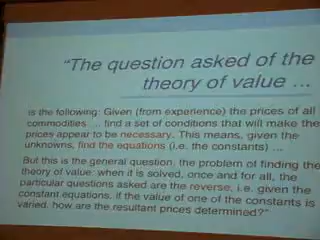 "The question asked of the
theory of value ...
is the following: Given (from experience) the prices of all
commodities ... find a set of conditions that will make the
prices appear to be necessary. This means, given the
unknowns, find the equations (i.e. the constants) ...
But this is the general question, the problem of finding the
theory of value: when it is solved, once and for all, the
particular questions asked are the reverse, i.e. given the
constant equations, if the value of one of the constants is
varied, how are the resultant prices determined?"